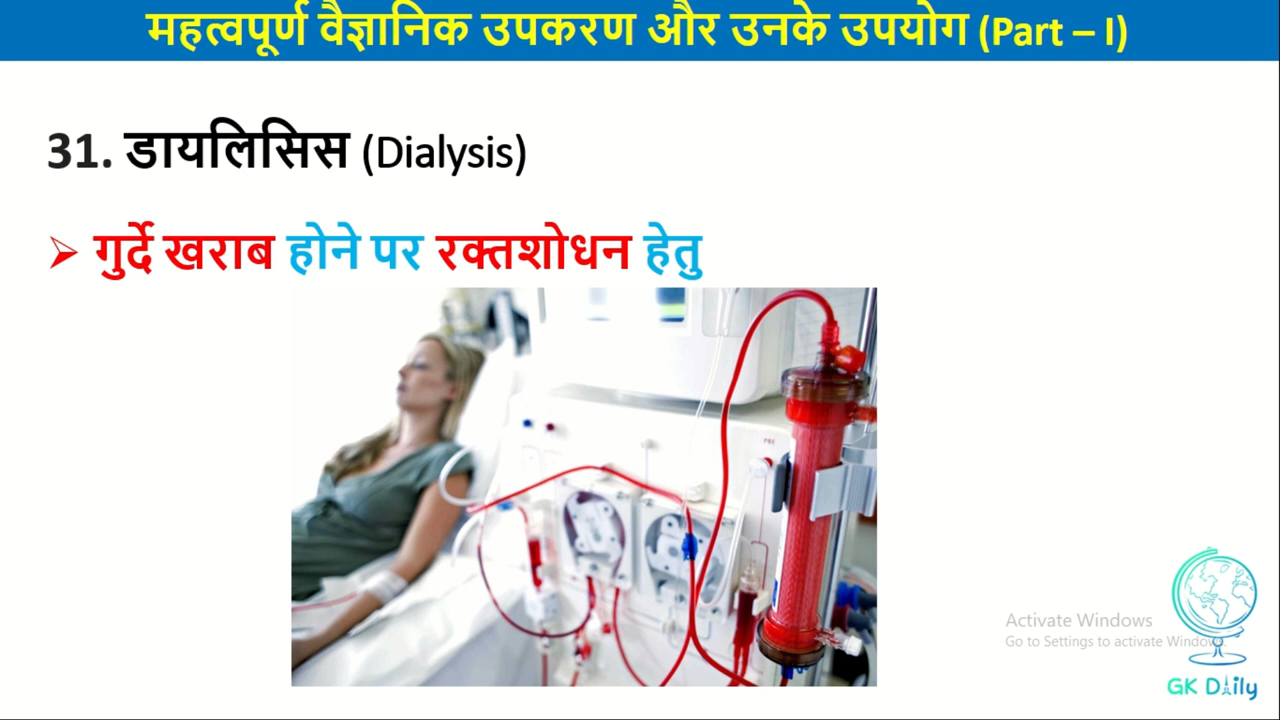 महत्वपूर्ण वैज्ञानिक उपकरण और उनके उपयोग (Part – I)
31. डायलिसिस (Dialysis)
➢ गुर्दे खराब होने पर रक्तशोधन हेतु
Activate Windows
Go to Settings to activate Windows.
GK Daily